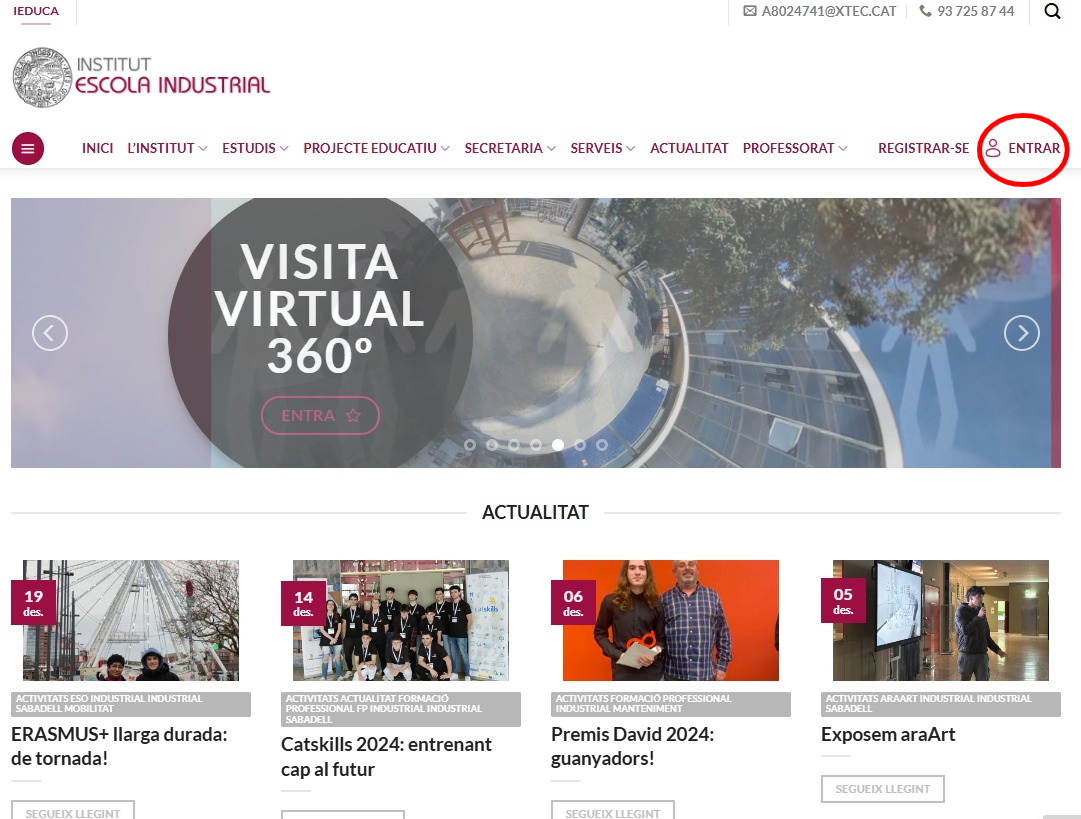 IEDUCA
A8024741@XTEC.CAT
93 725 87 44
INSTITUT
ESCOLA INDUSTRIAL
INICI L'INSTITUT ESTUDIS PROJECTE EDUCATIU SECRETARIA SERVEIS ACTUALITAT PROFESSORAT REGISTRAR-SE ENTRAR
VISITA
VIRTUAL
360º
ENTRA
ACTUALITAT
19
des.
ACTIVITATS ESO INDUSTRIAL INDUSTRIAL
SABADELL MOBILITAT
ERASMUS+ llarga durada:
de tornada!
SEGUEIX LLEGINT
14
des.
catskills
ACTIVITATS ACTUALITAT FORMACIÓ
PROFESSIONAL FP INDUSTRIAL INDUSTRIAL
SABADELL
Catskills 2024: entrenant
cap al futur
06
des.
ACTIVITATS FORMACIÓ PROFESSIONAL
INDUSTRIAL MANTENIMENT
Premis David 2024:
guanyadors!
SEGUEIX LLEGINT
05
des.
ACTIVITATS ARAART INDUSTRIAL INDUSTRIAL
SABADELL
Exposem araArt
SEGUEIX LLEGINT